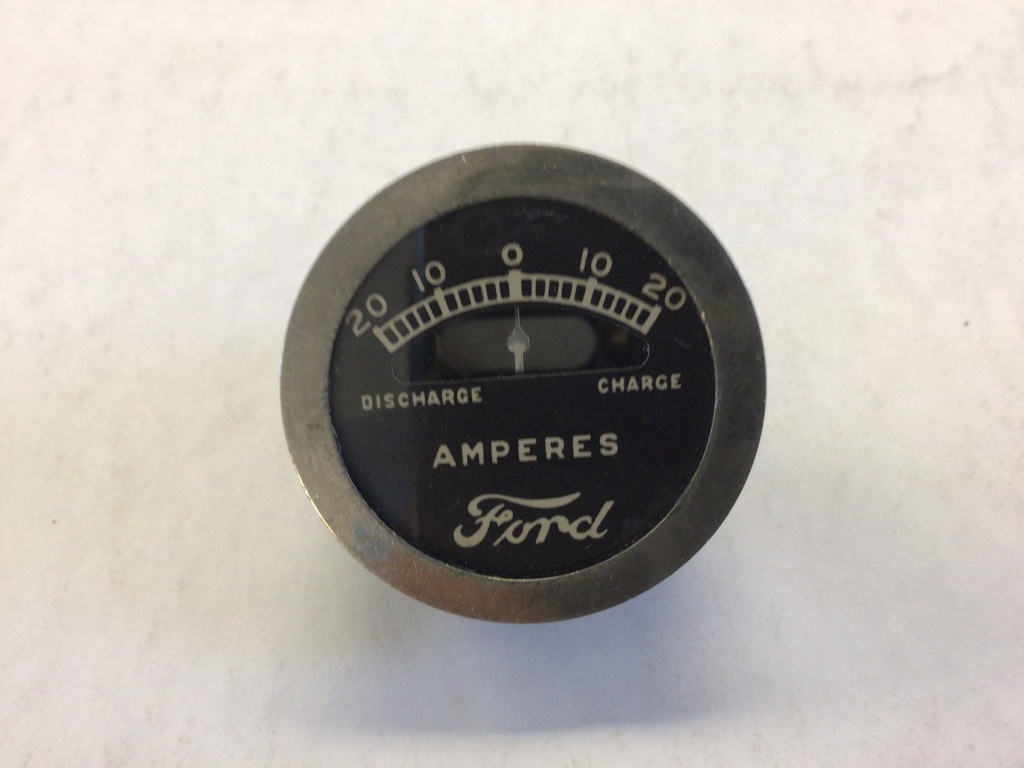 20 10 0 10 20
DISCHARGE CHARGE
AMPERES
Ford